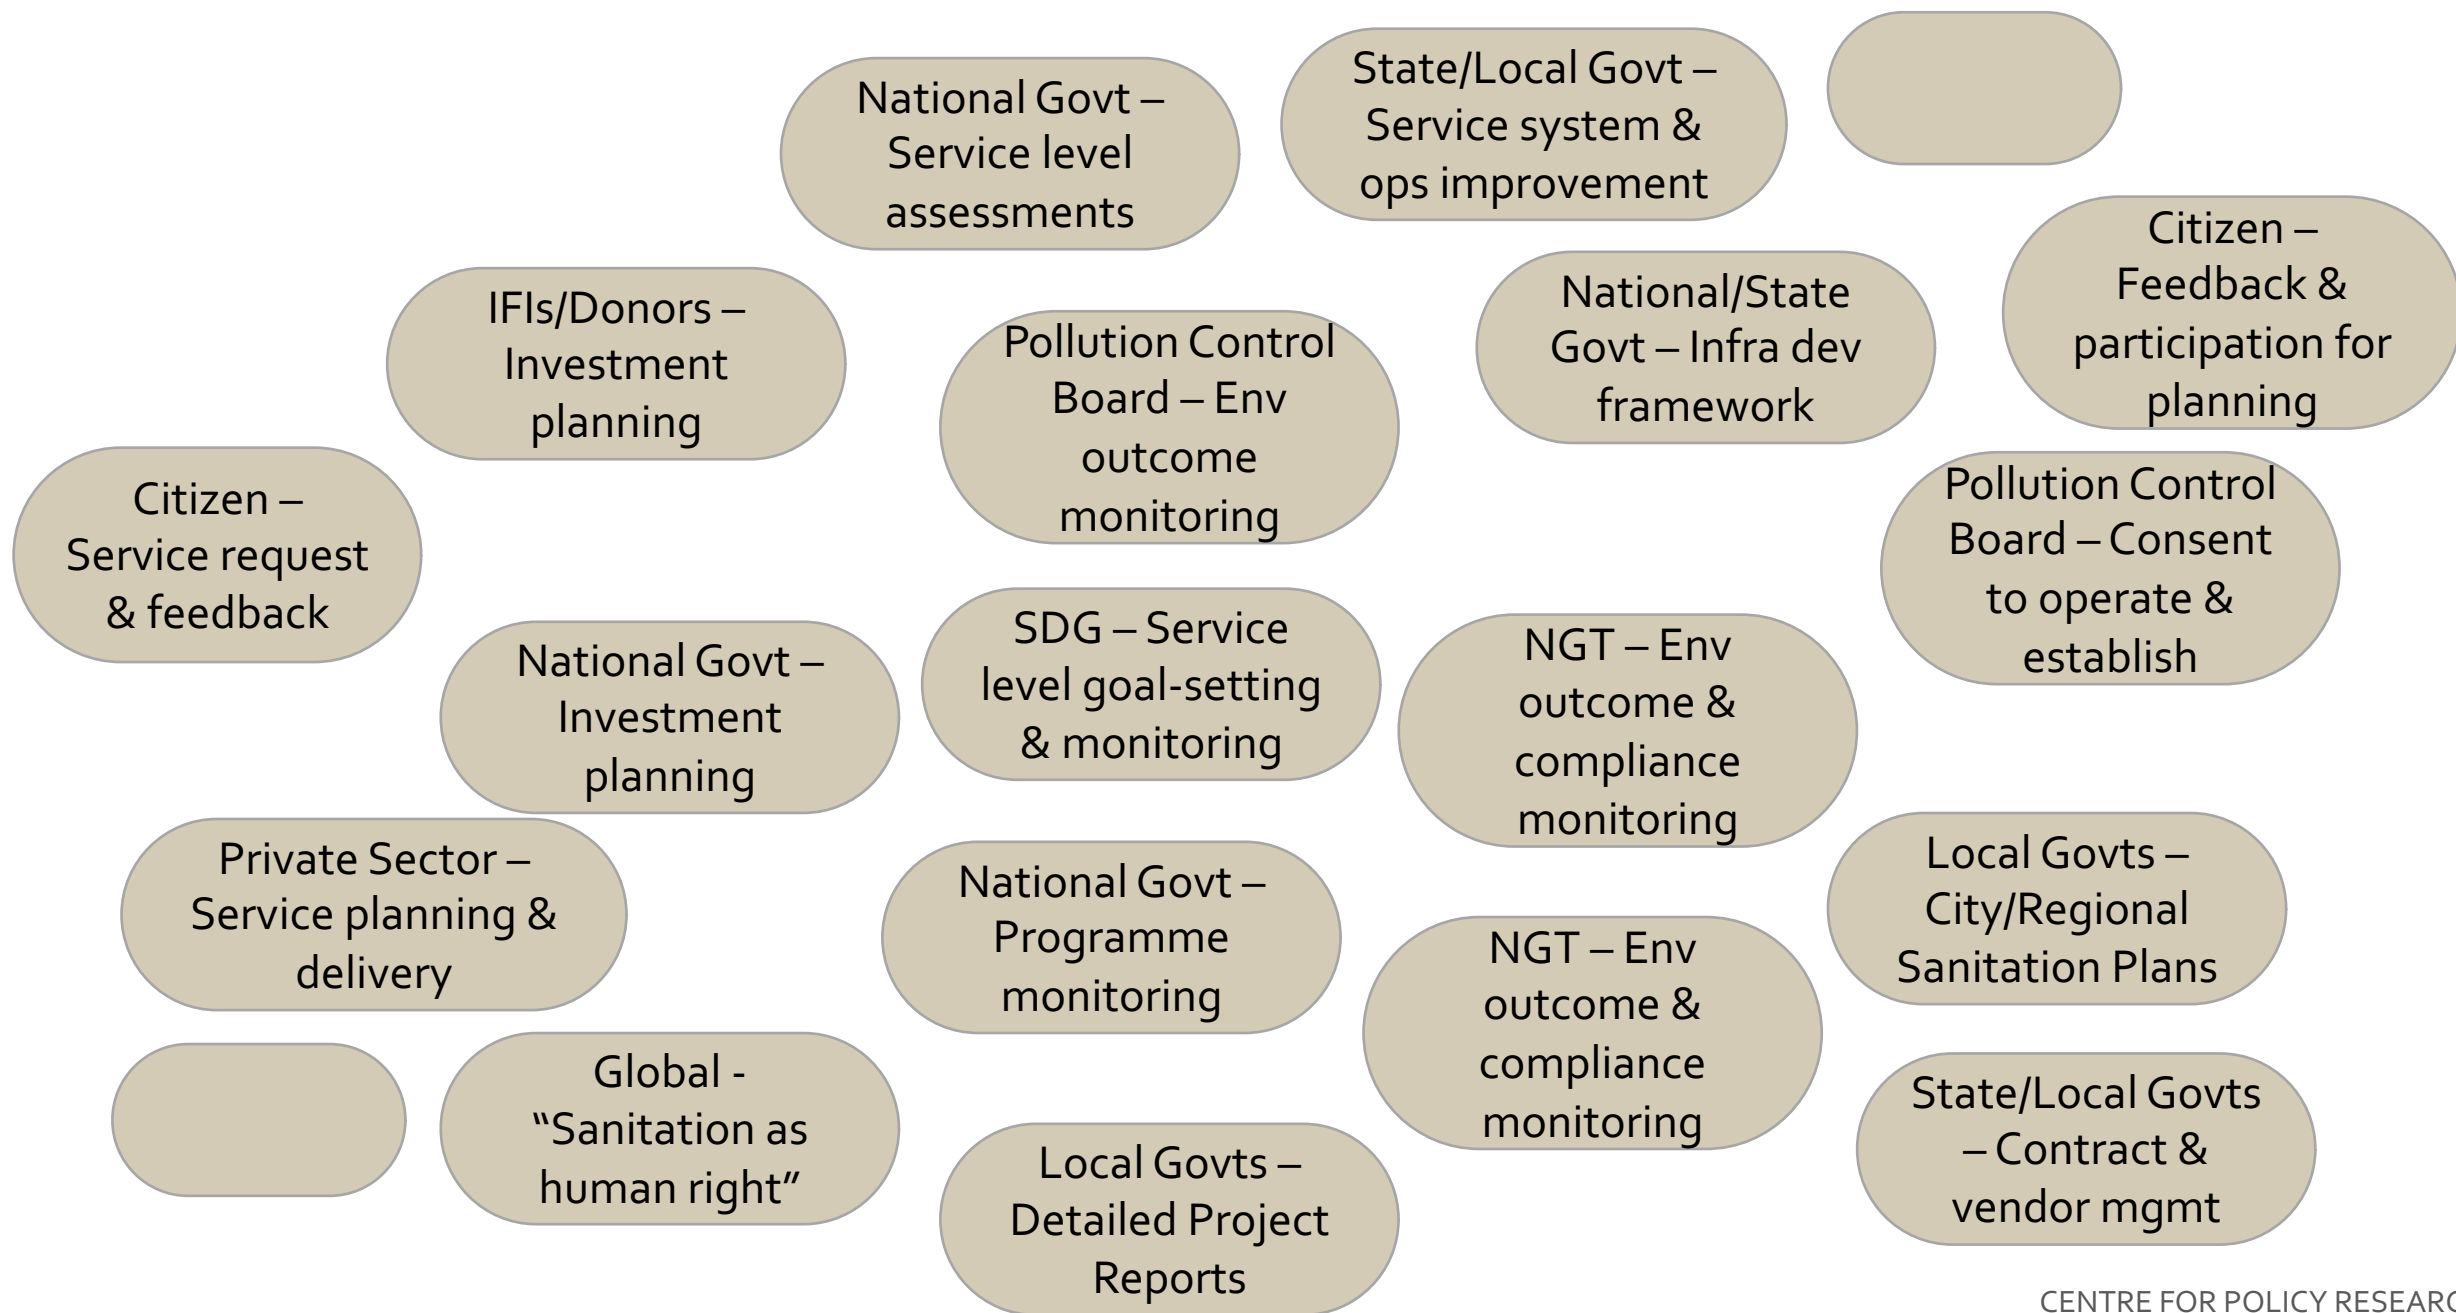 National Govt –
Service level
assessments
State/Local Govt –
Service system &
ops improvement
Citizen –
Feedback &
participation for
planning
IFIs/Donors –
Investment
planning
Pollution Control
Board – Env
outcome
monitoring
National/State
Govt – Infra dev
framework
Citizen –
Service request
& feedback
Pollution Control
Board – Consent
to operate &
establish
National Govt –
Investment
planning
SDG – Service
level goal-setting
& monitoring
NGT – Env
outcome &
compliance
monitoring
Private Sector –
Service planning &
delivery
National Govt –
Programme
monitoring
NGT – Env
outcome &
compliance
monitoring
Local Govts –
City/Regional
Sanitation Plans
Global -
“Sanitation as
human right”
Local Govts –
Detailed Project
Reports
State/Local Govts
– Contract &
vendor mgmt
CENTRE FOR POLICY